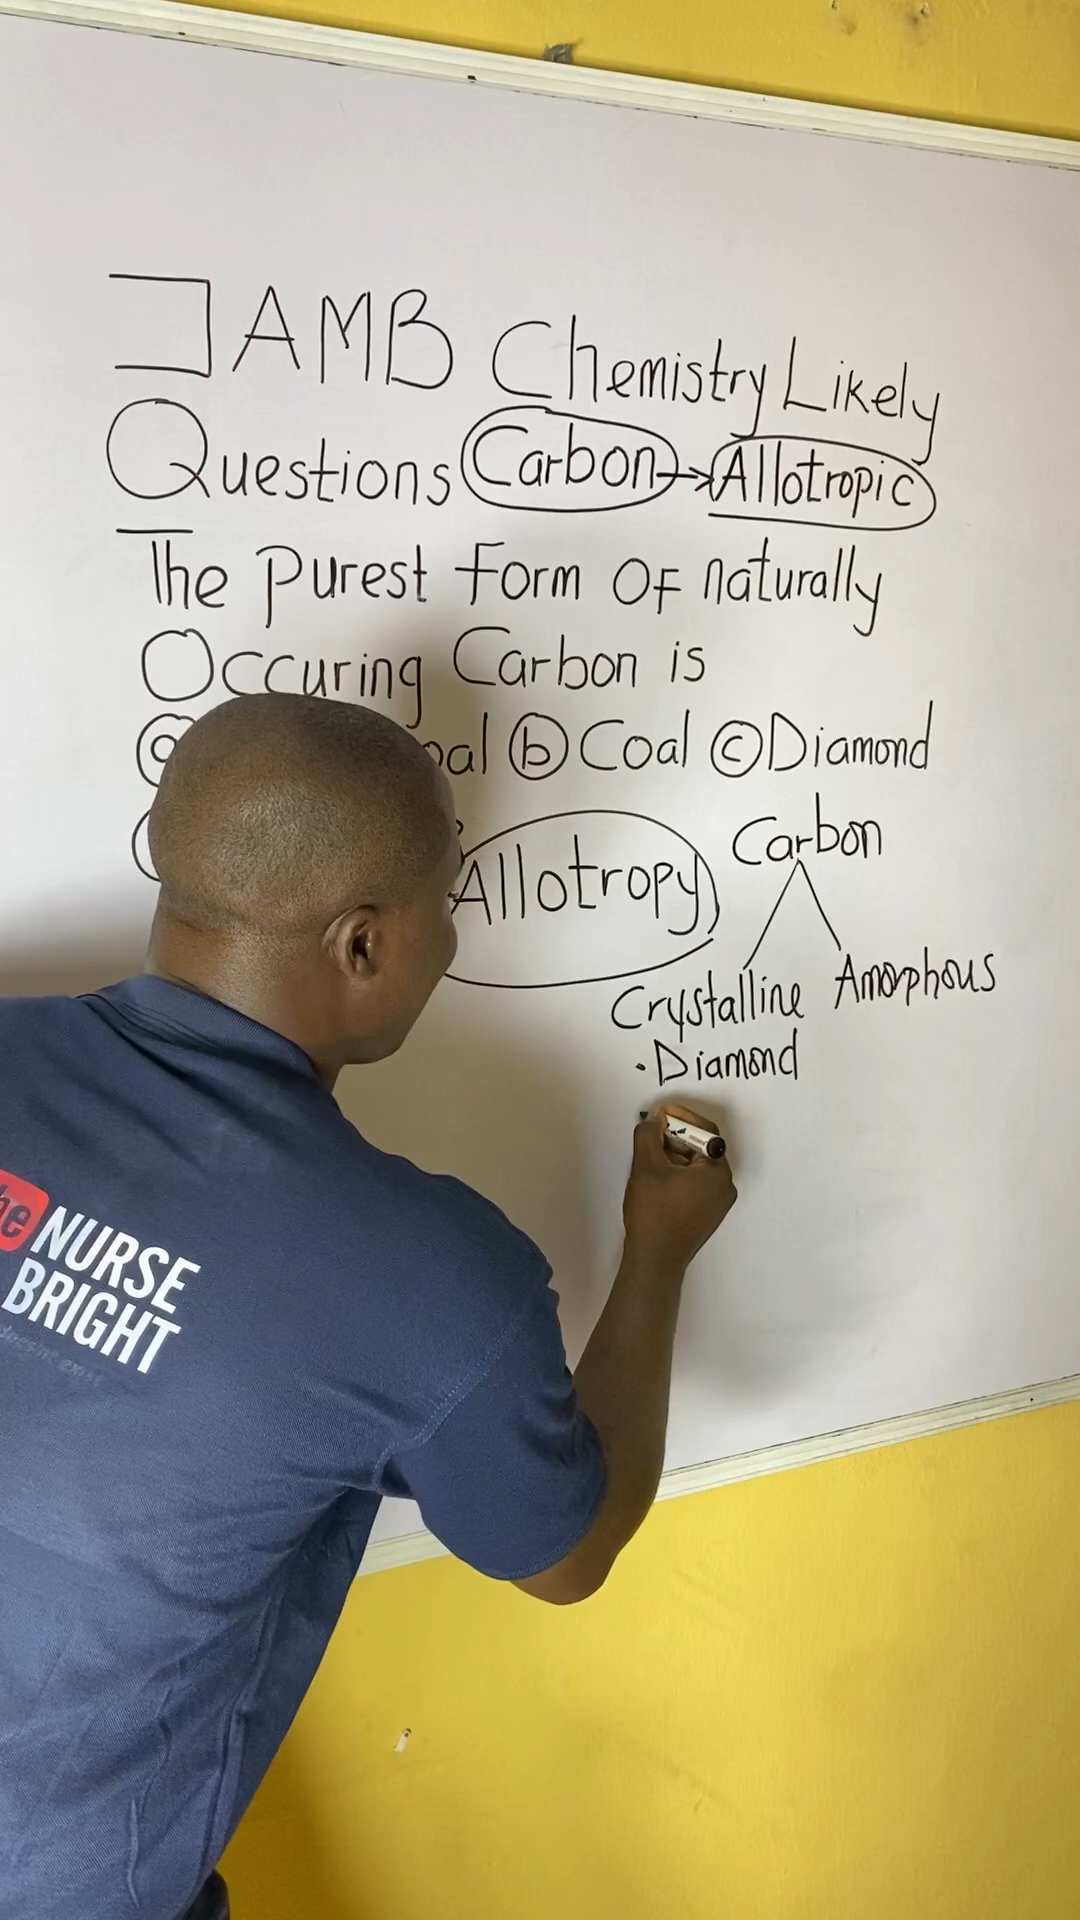 JAMB Chemistry Likely
Questions Carbon → Allotropic
The purest form OF naturally
Occuring Carbon is
ⓑ Coal ⓒ Diamond
Allotropy
Carbon
Crystalline Amorphous
· Diamond
NURSE
BRIGHT